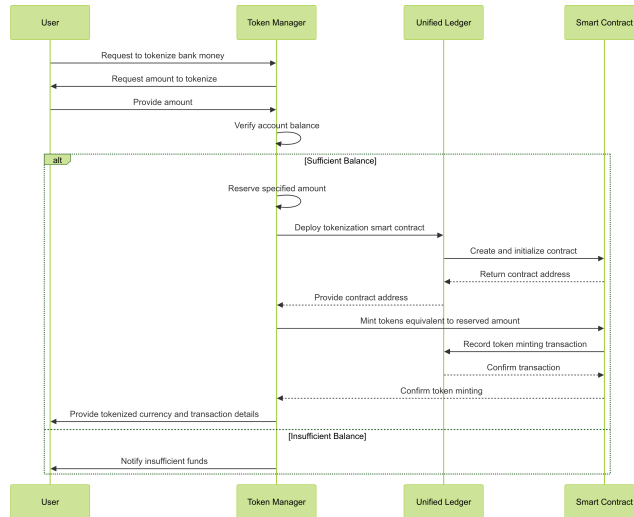 User
Token Manager
Unified Ledger
Smart Contract
Request to tokenize bank money
Request amount to tokenize
Provide amount
Verify account balance
alt
[Sufficient Balance]
Reserve specified amount
Deploy tokenization smart contract
Create and initialize contract
Return contract address
Provide contract address
Mint tokens equivalent to reserved amount
Record token minting transaction
Confirm transaction
Confirm token minting
Provide tokenized currency and transaction details
[Insufficient Balance]
Notify insufficient funds
User
Token Manager
Unified Ledger
Smart Contract